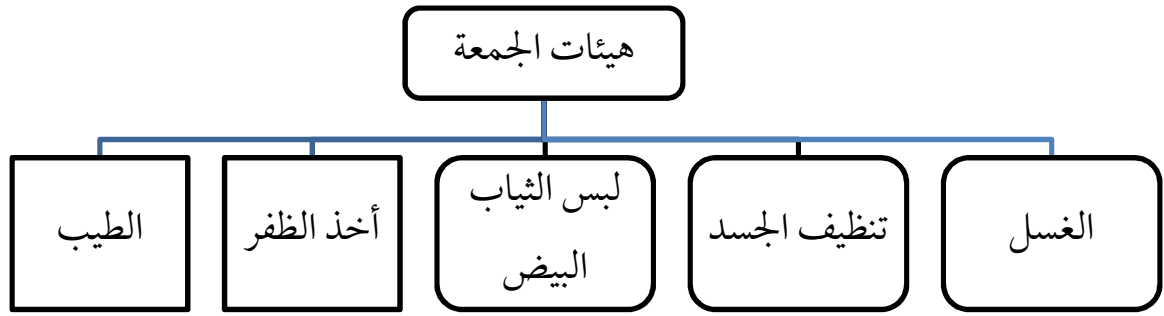 هيئات الجمعة
الغسل
تنظيف الجسد
لبس الثياب
البيض
أخذ الظفر
الطيب